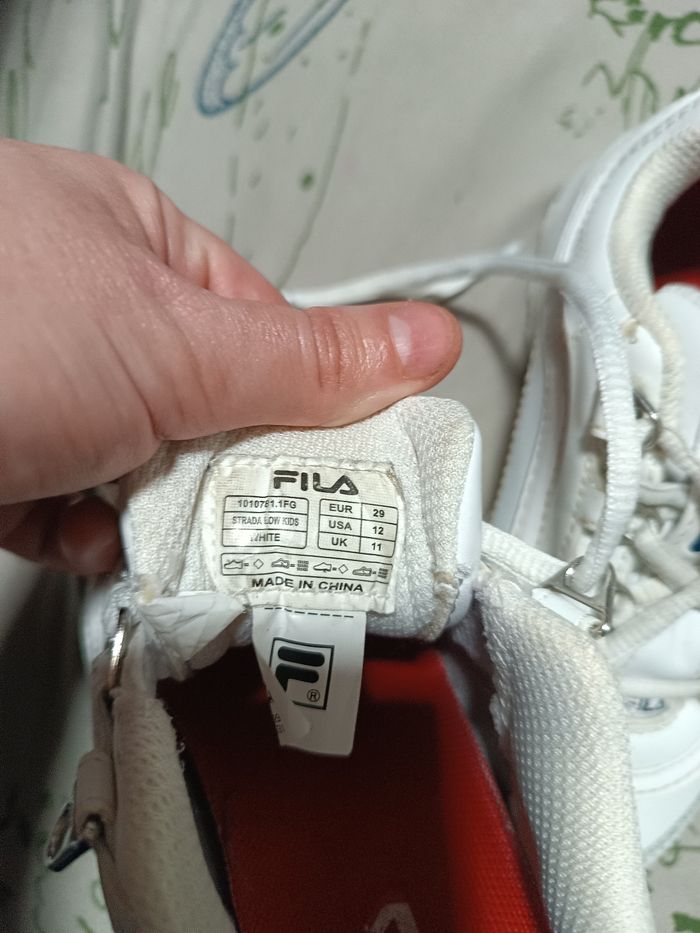 FILA
1010781.1FG
STRADA LOW KIDS
WHITE
EUR 29
USA 12
UK 11
MADE IN CHINA
®